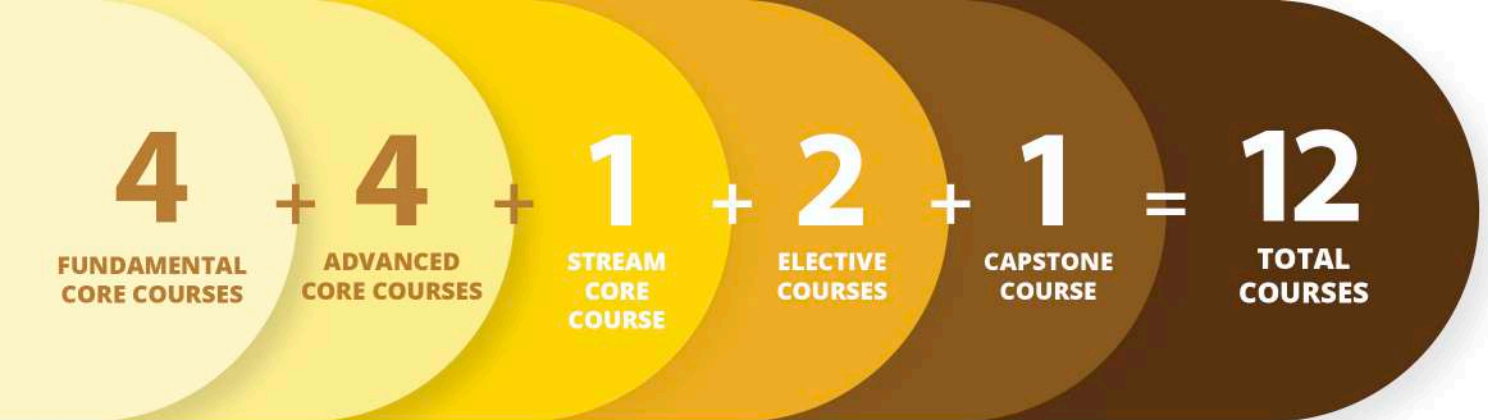 4
FUNDAMENTAL
CORE COURSES
+
4
ADVANCED
CORE COURSES
+
1
STREAM
CORE
COURSE
+
2
ELECTIVE
COURSES
+
1
CAPSTONE
COURSE
=
12
TOTAL
COURSES